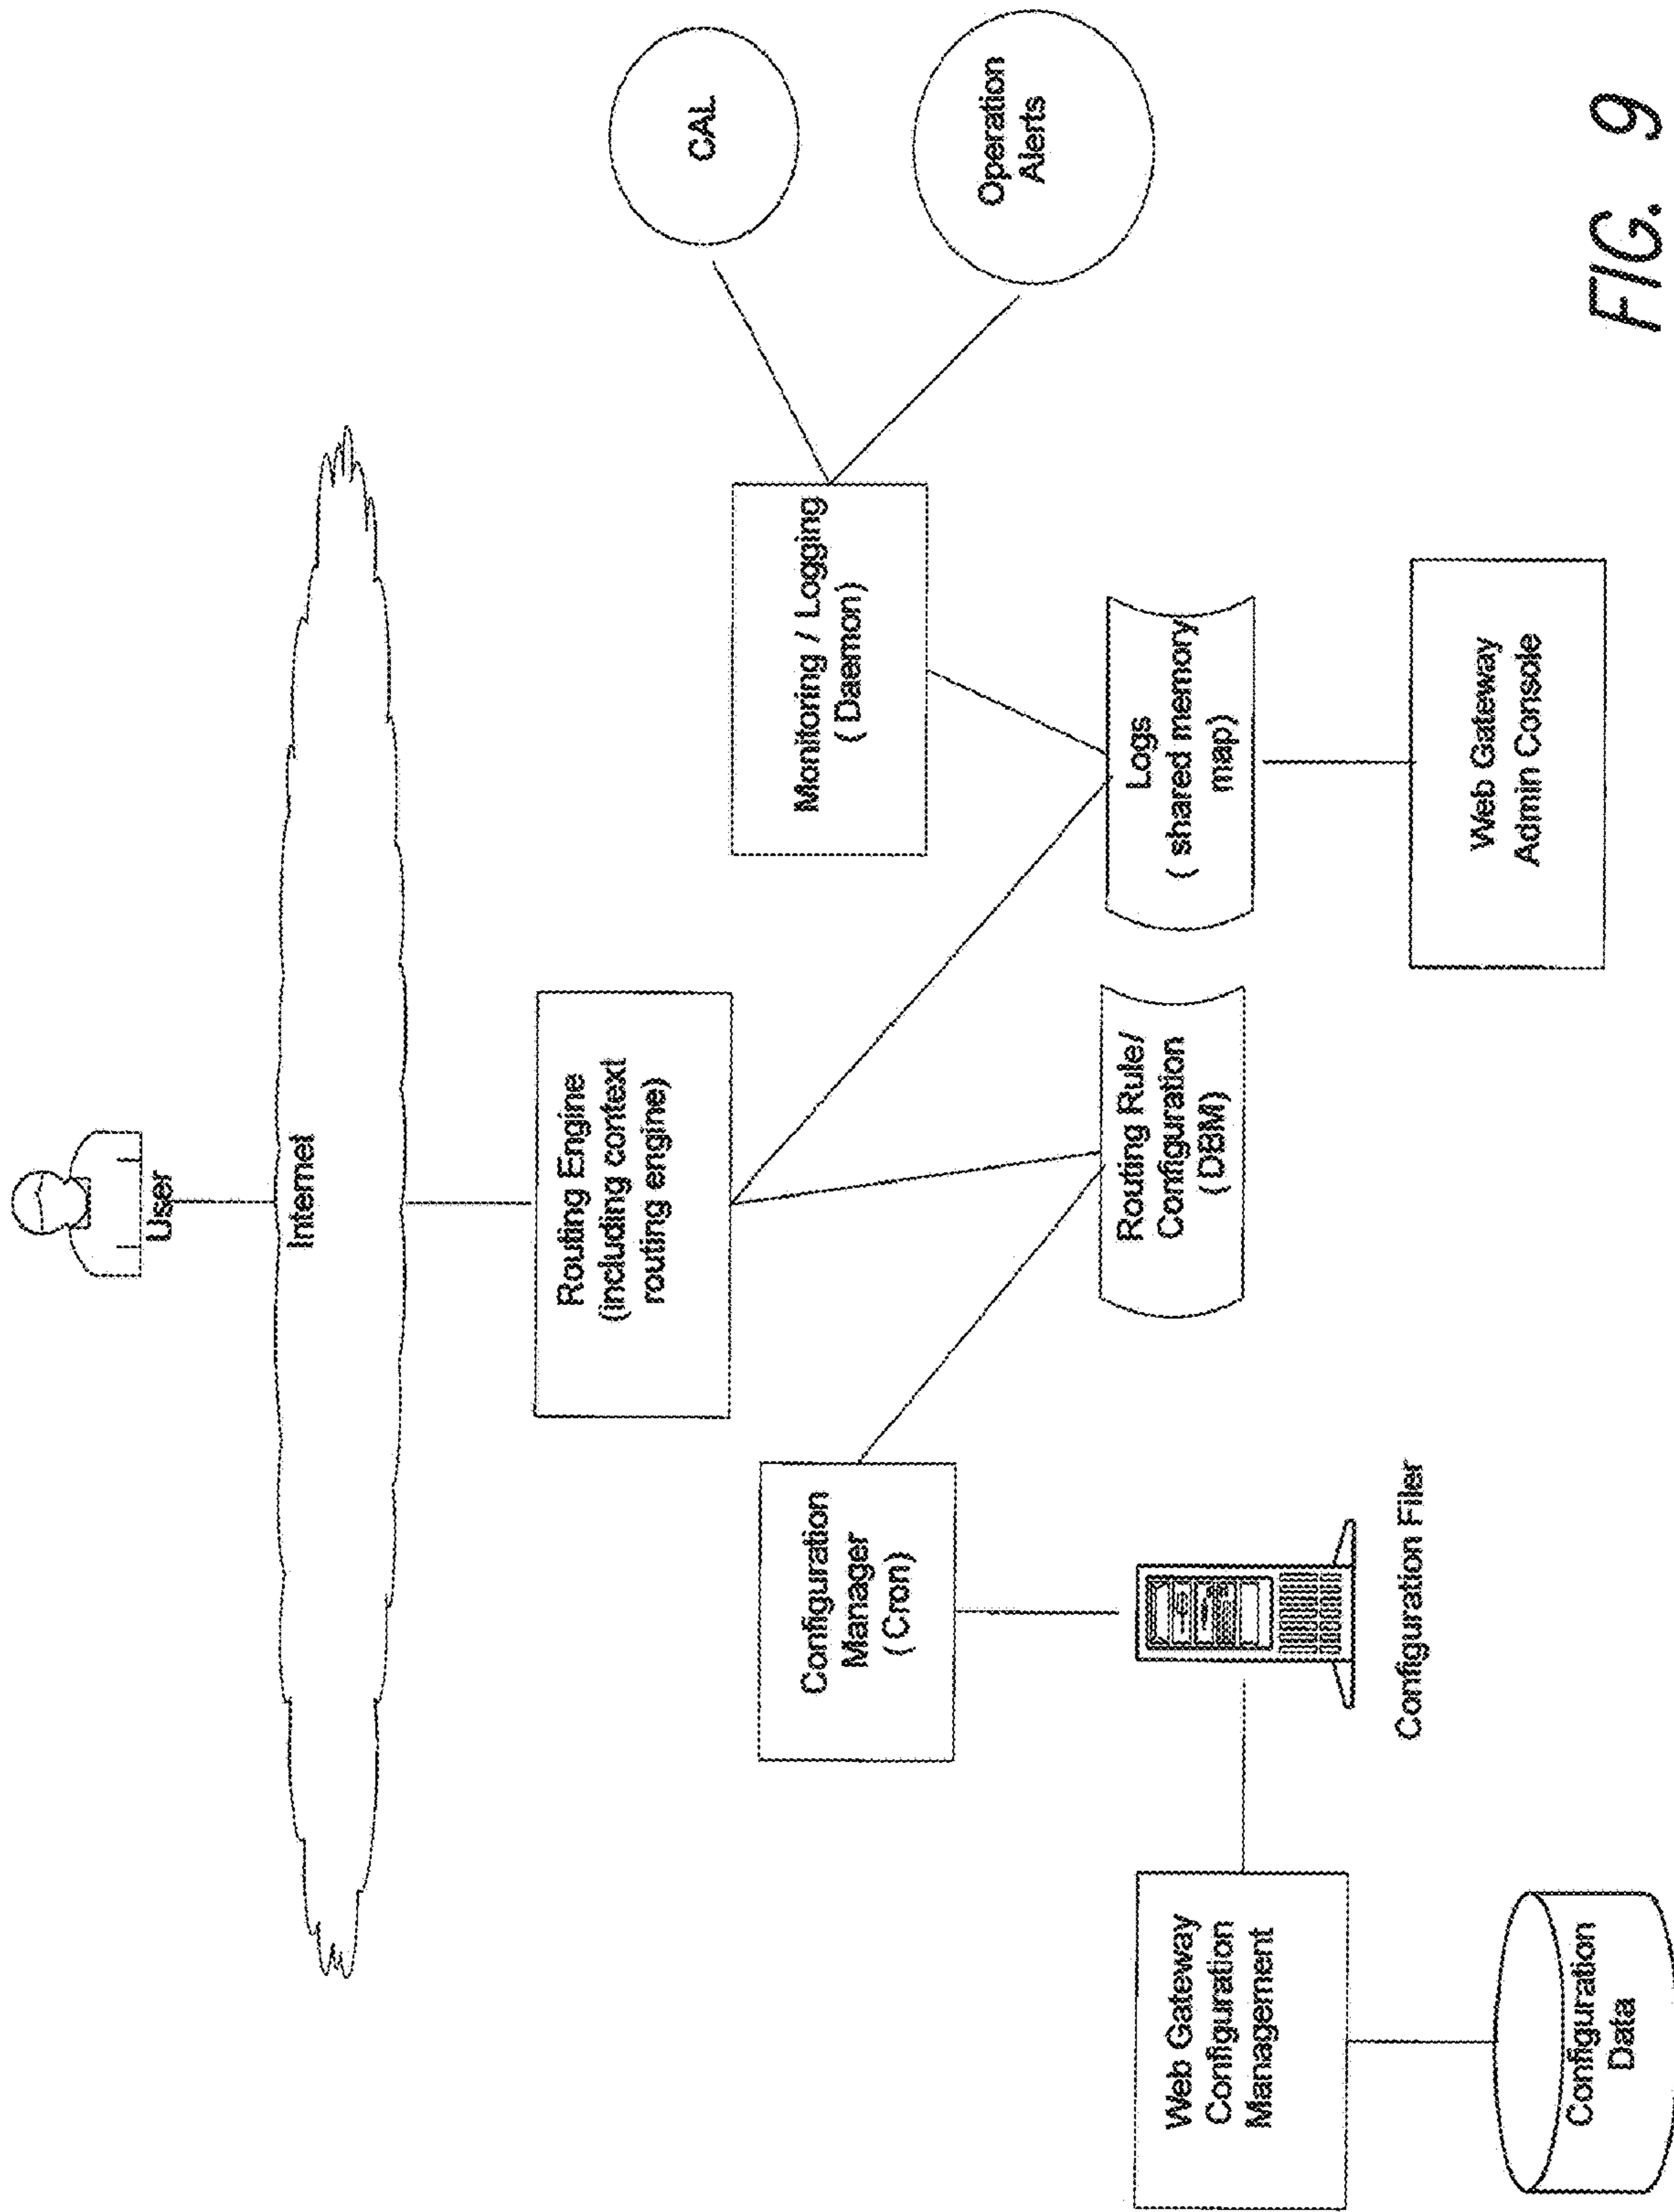 User
Internet
Routing Engine
(including context
routing engine)
Configuration
Manager
(Cron)
Monitoring / Logging
( Daemon)
CAL
Operation
Alerts
Web Gateway
Configuration
Management
Configuration Filer
Routing Rule/
Configuration
(DBM)
Logs
( shared memory
map)
Configuration
Data
Web Gateway
Admin Console
FIG. 9